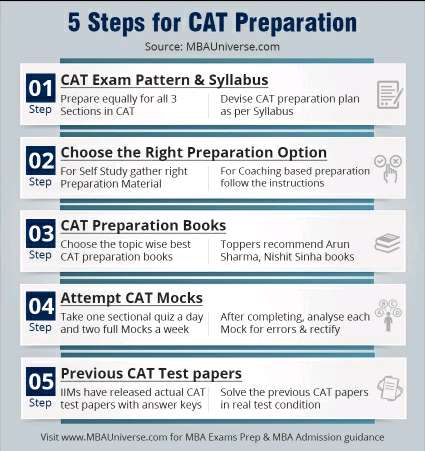 5 Steps for CAT Preparation
Source: MBAUniverse.com
01
Step
CAT Exam Pattern & Syllabus
Prepare equally for all 3
Sections in CAT
Devise CAT preparation plan
as per Syllabus
02
Step
Choose the Right Preparation Option
For Self Study gather right
Preparation Material
For Coaching based preparation
follow the instructions
03
Step
CAT Preparation Books
Choose the topic wise best
CAT preparation books
Toppers recommend Arun
Sharma, Nishit Sinha books
04
Step
Attempt CAT Mocks
Take one sectional quiz a day
and two full Mocks a week
After completing, analyse each
Mock for errors & rectify
05
Step
Previous CAT Test papers
IIMs have released actual CAT
test papers with answer keys
Solve the previous CAT papers
in real test condition
Visit www.MBAUniverse.com for MBA Exams Prep & MBA Admission guidance